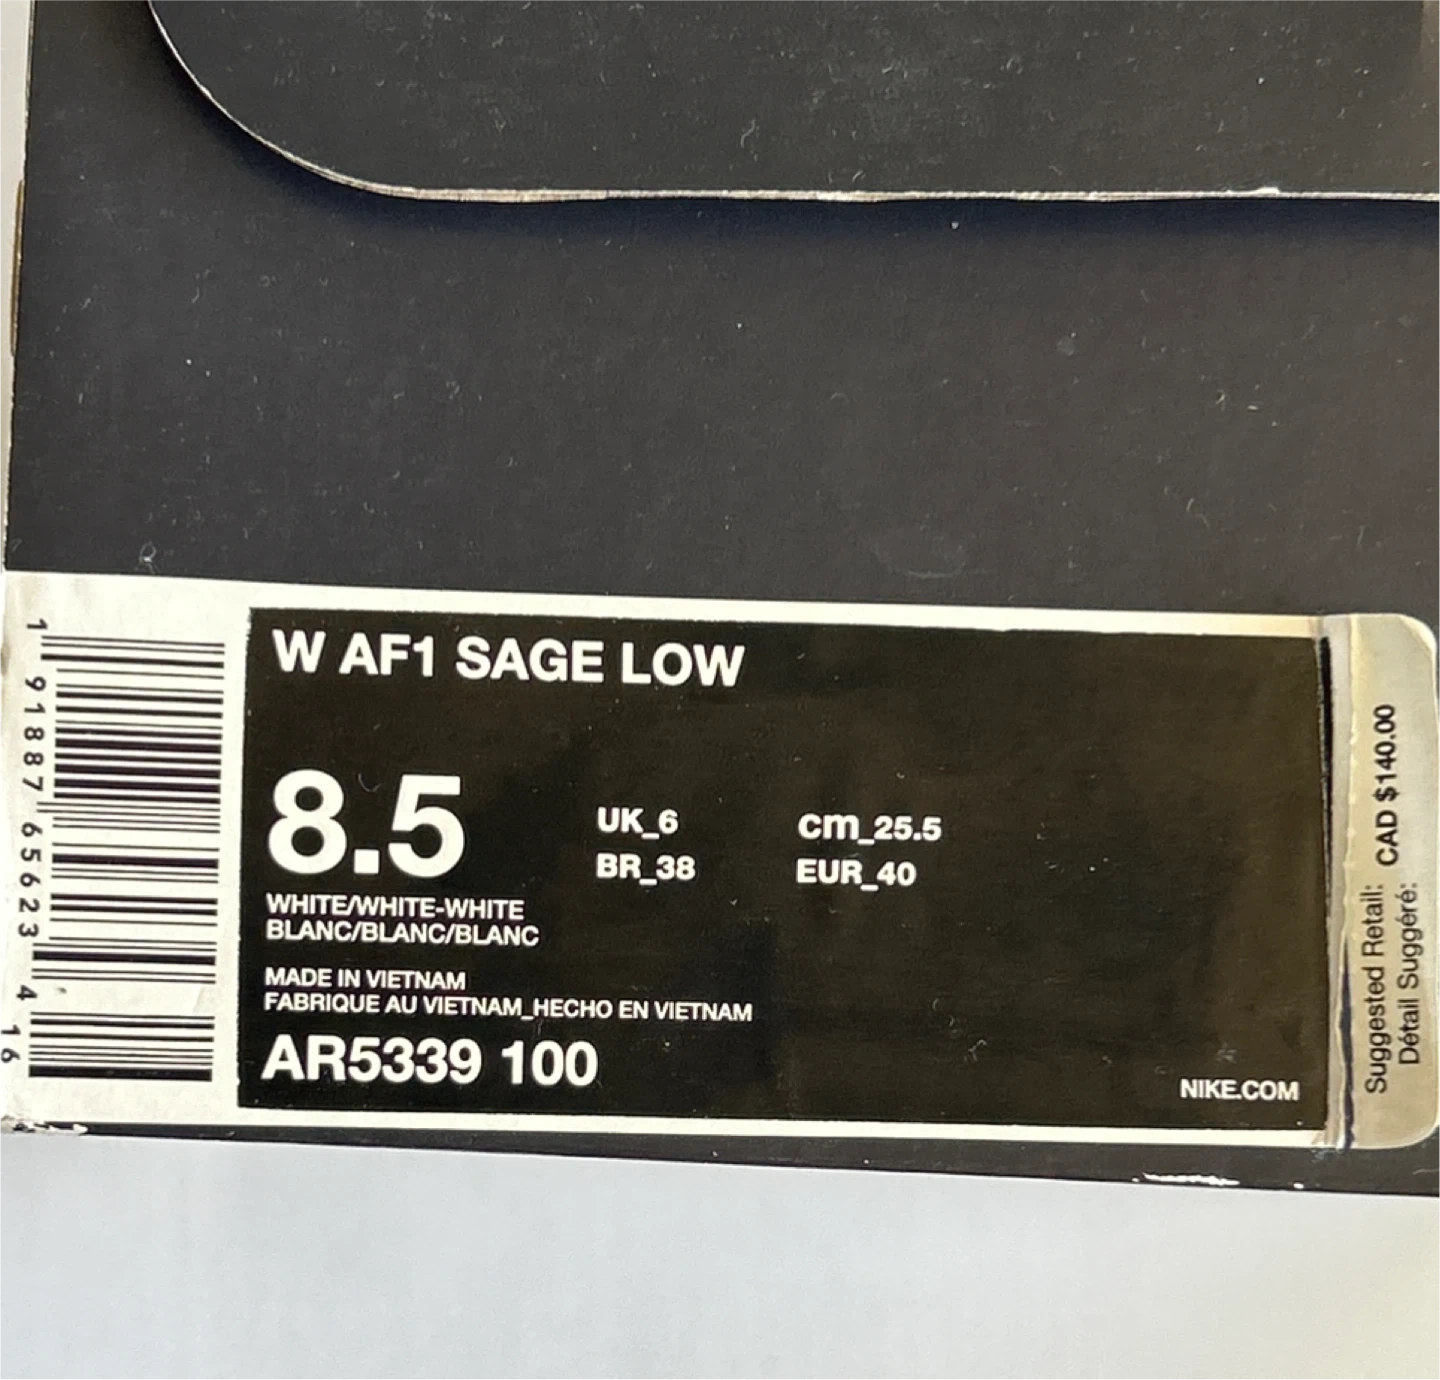 W AF1 SAGE LOW
8.5
UK_6
cm_25.5
BR_38
EUR_40
WHITE/WHITE-WHITE
BLANC/BLANC/BLANC
MADE IN VIETNAM
FABRIQUE AU VIETNAM_HECHO EN VIETNAM
AR5339 100
NIKE.COM
1 91887 65623 4 16
Suggested Retail: CAD $140.00
Détail Suggéré: